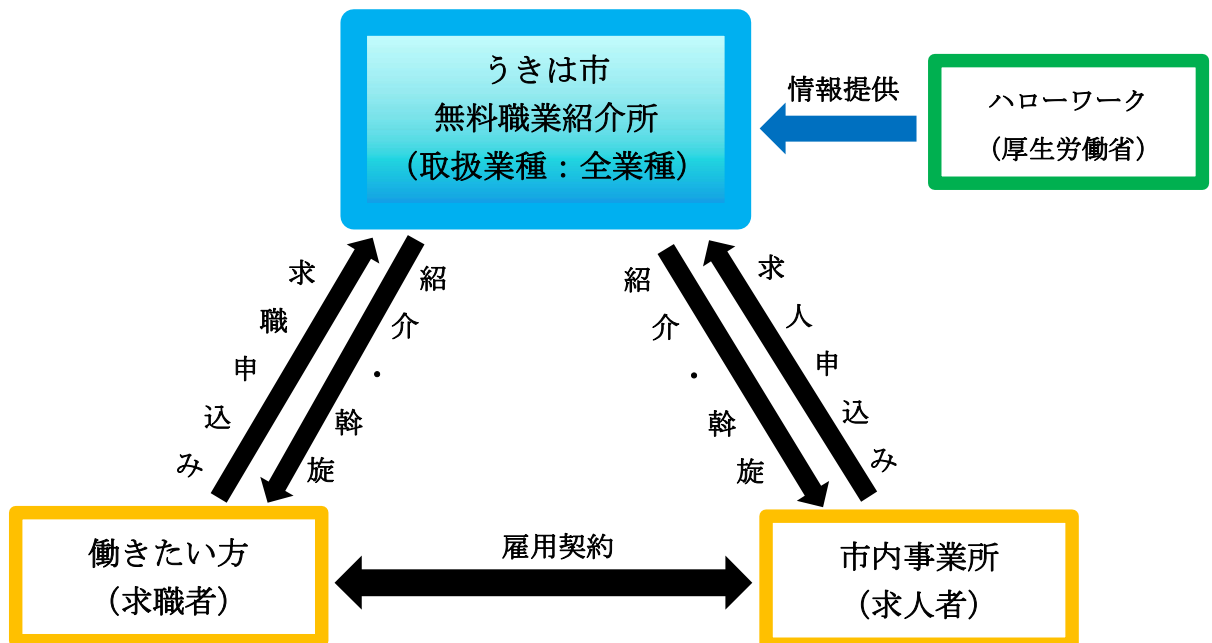 うきは市
無料職業紹介所
（取扱業種：全業種）
情報提供
ハローワーク
（厚生労働省）
求職申込み
紹介・斡旋
紹介・斡旋
求人申込み
働きたい方
（求職者）
雇用契約
市内事業所
（求人者）